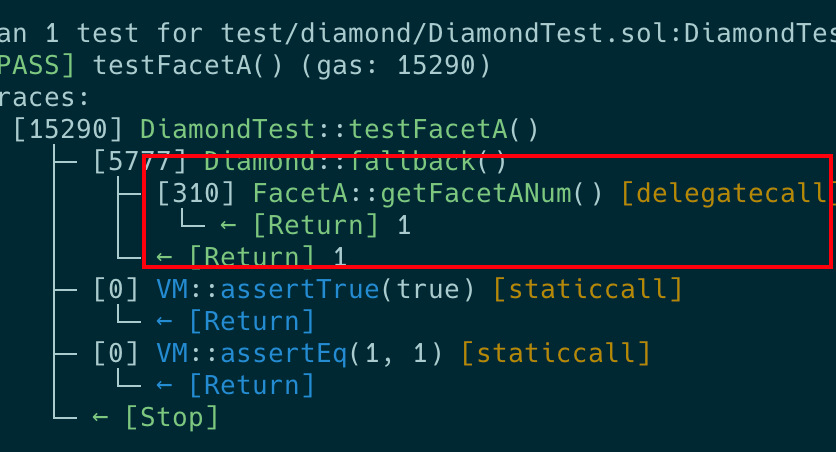 an 1 test for test/diamond/DiamondTest.sol:DiamondTes
PASS] testFacetA() (gas: 15290)
races:
[15290] DiamondTest::testFacetA()
├─ [5777] Diamond::fallback()
│ ├─ [310] FacetA::getFacetANum() [delegatecall]
│ │ └─ ← [Return] 1
│ └─ ← [Return] 1
├─ [0] VM::assertTrue(true) [staticcall]
│ └─ ← [Return]
├─ [0] VM::assertEq(1, 1) [staticcall]
│ └─ ← [Return]
└─ ← [Stop]